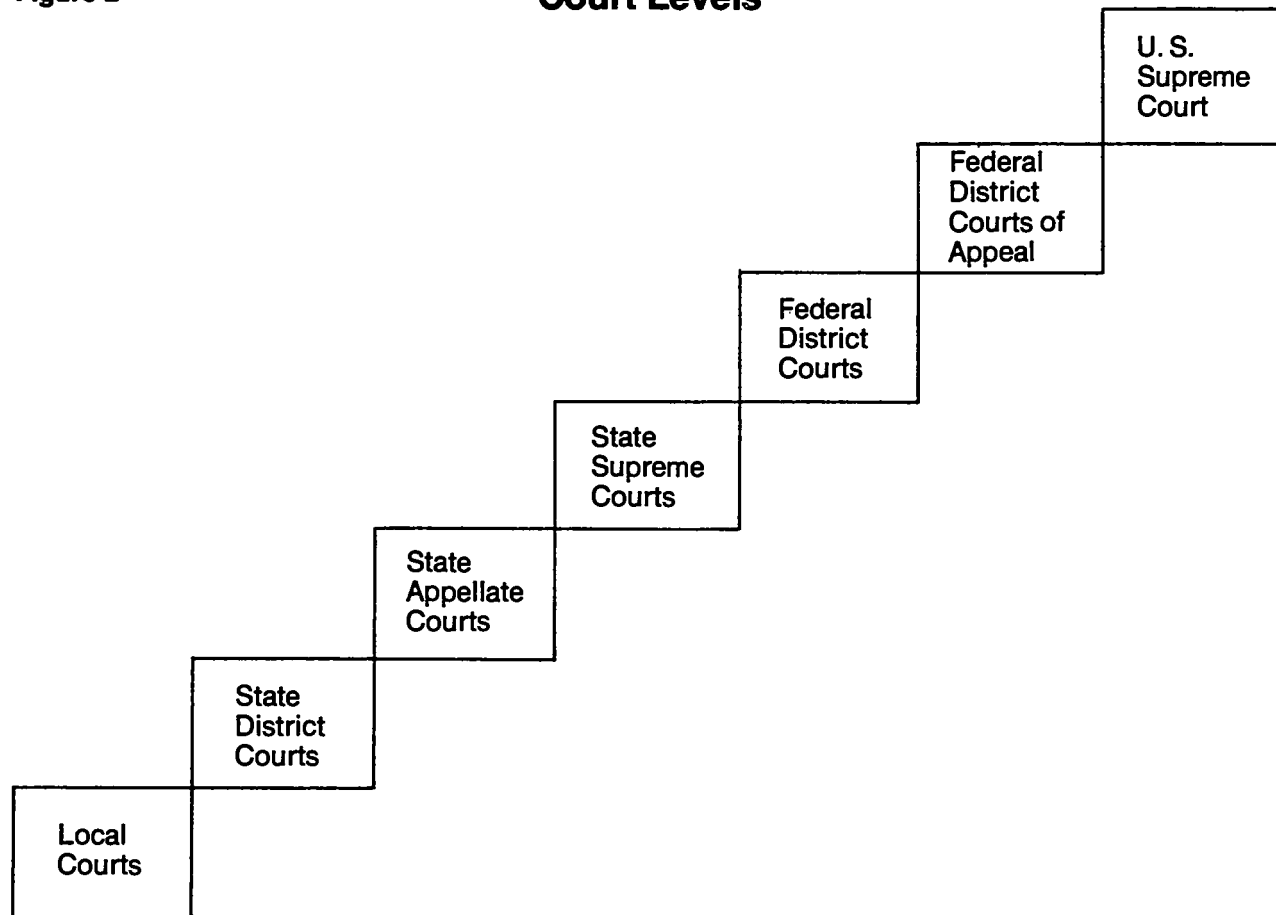 Court Levels
U. S.
Supreme
Court
Federal
District
Courts of
Appeal
Federal
District
Courts
State
Supreme
Courts
State
Appellate
Courts
State
District
Courts
Local
Courts